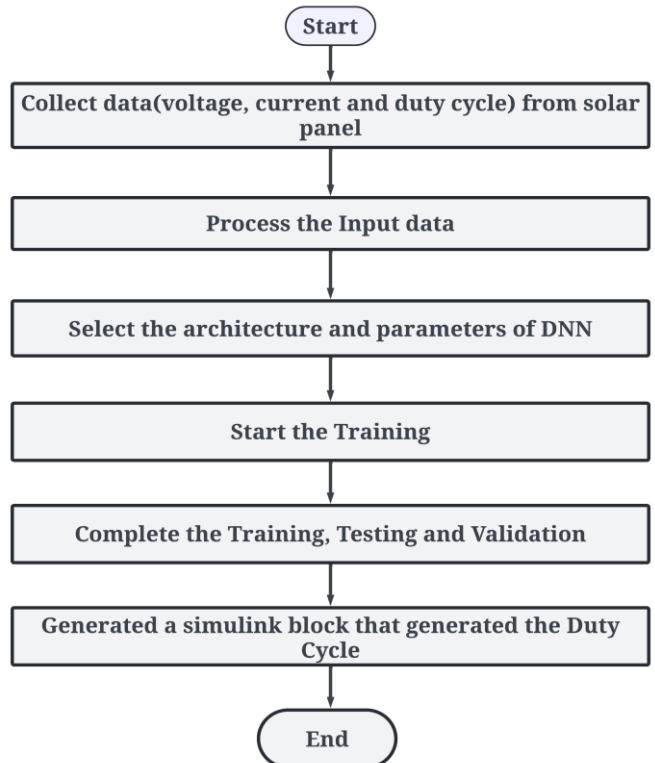 Start
Collect data(voltage, current and duty cycle) from solar
panel
Process the Input data
Select the architecture and parameters of DNN
Start the Training
Complete the Training, Testing and Validation
Generated a simulink block that generated the Duty
Cycle
End